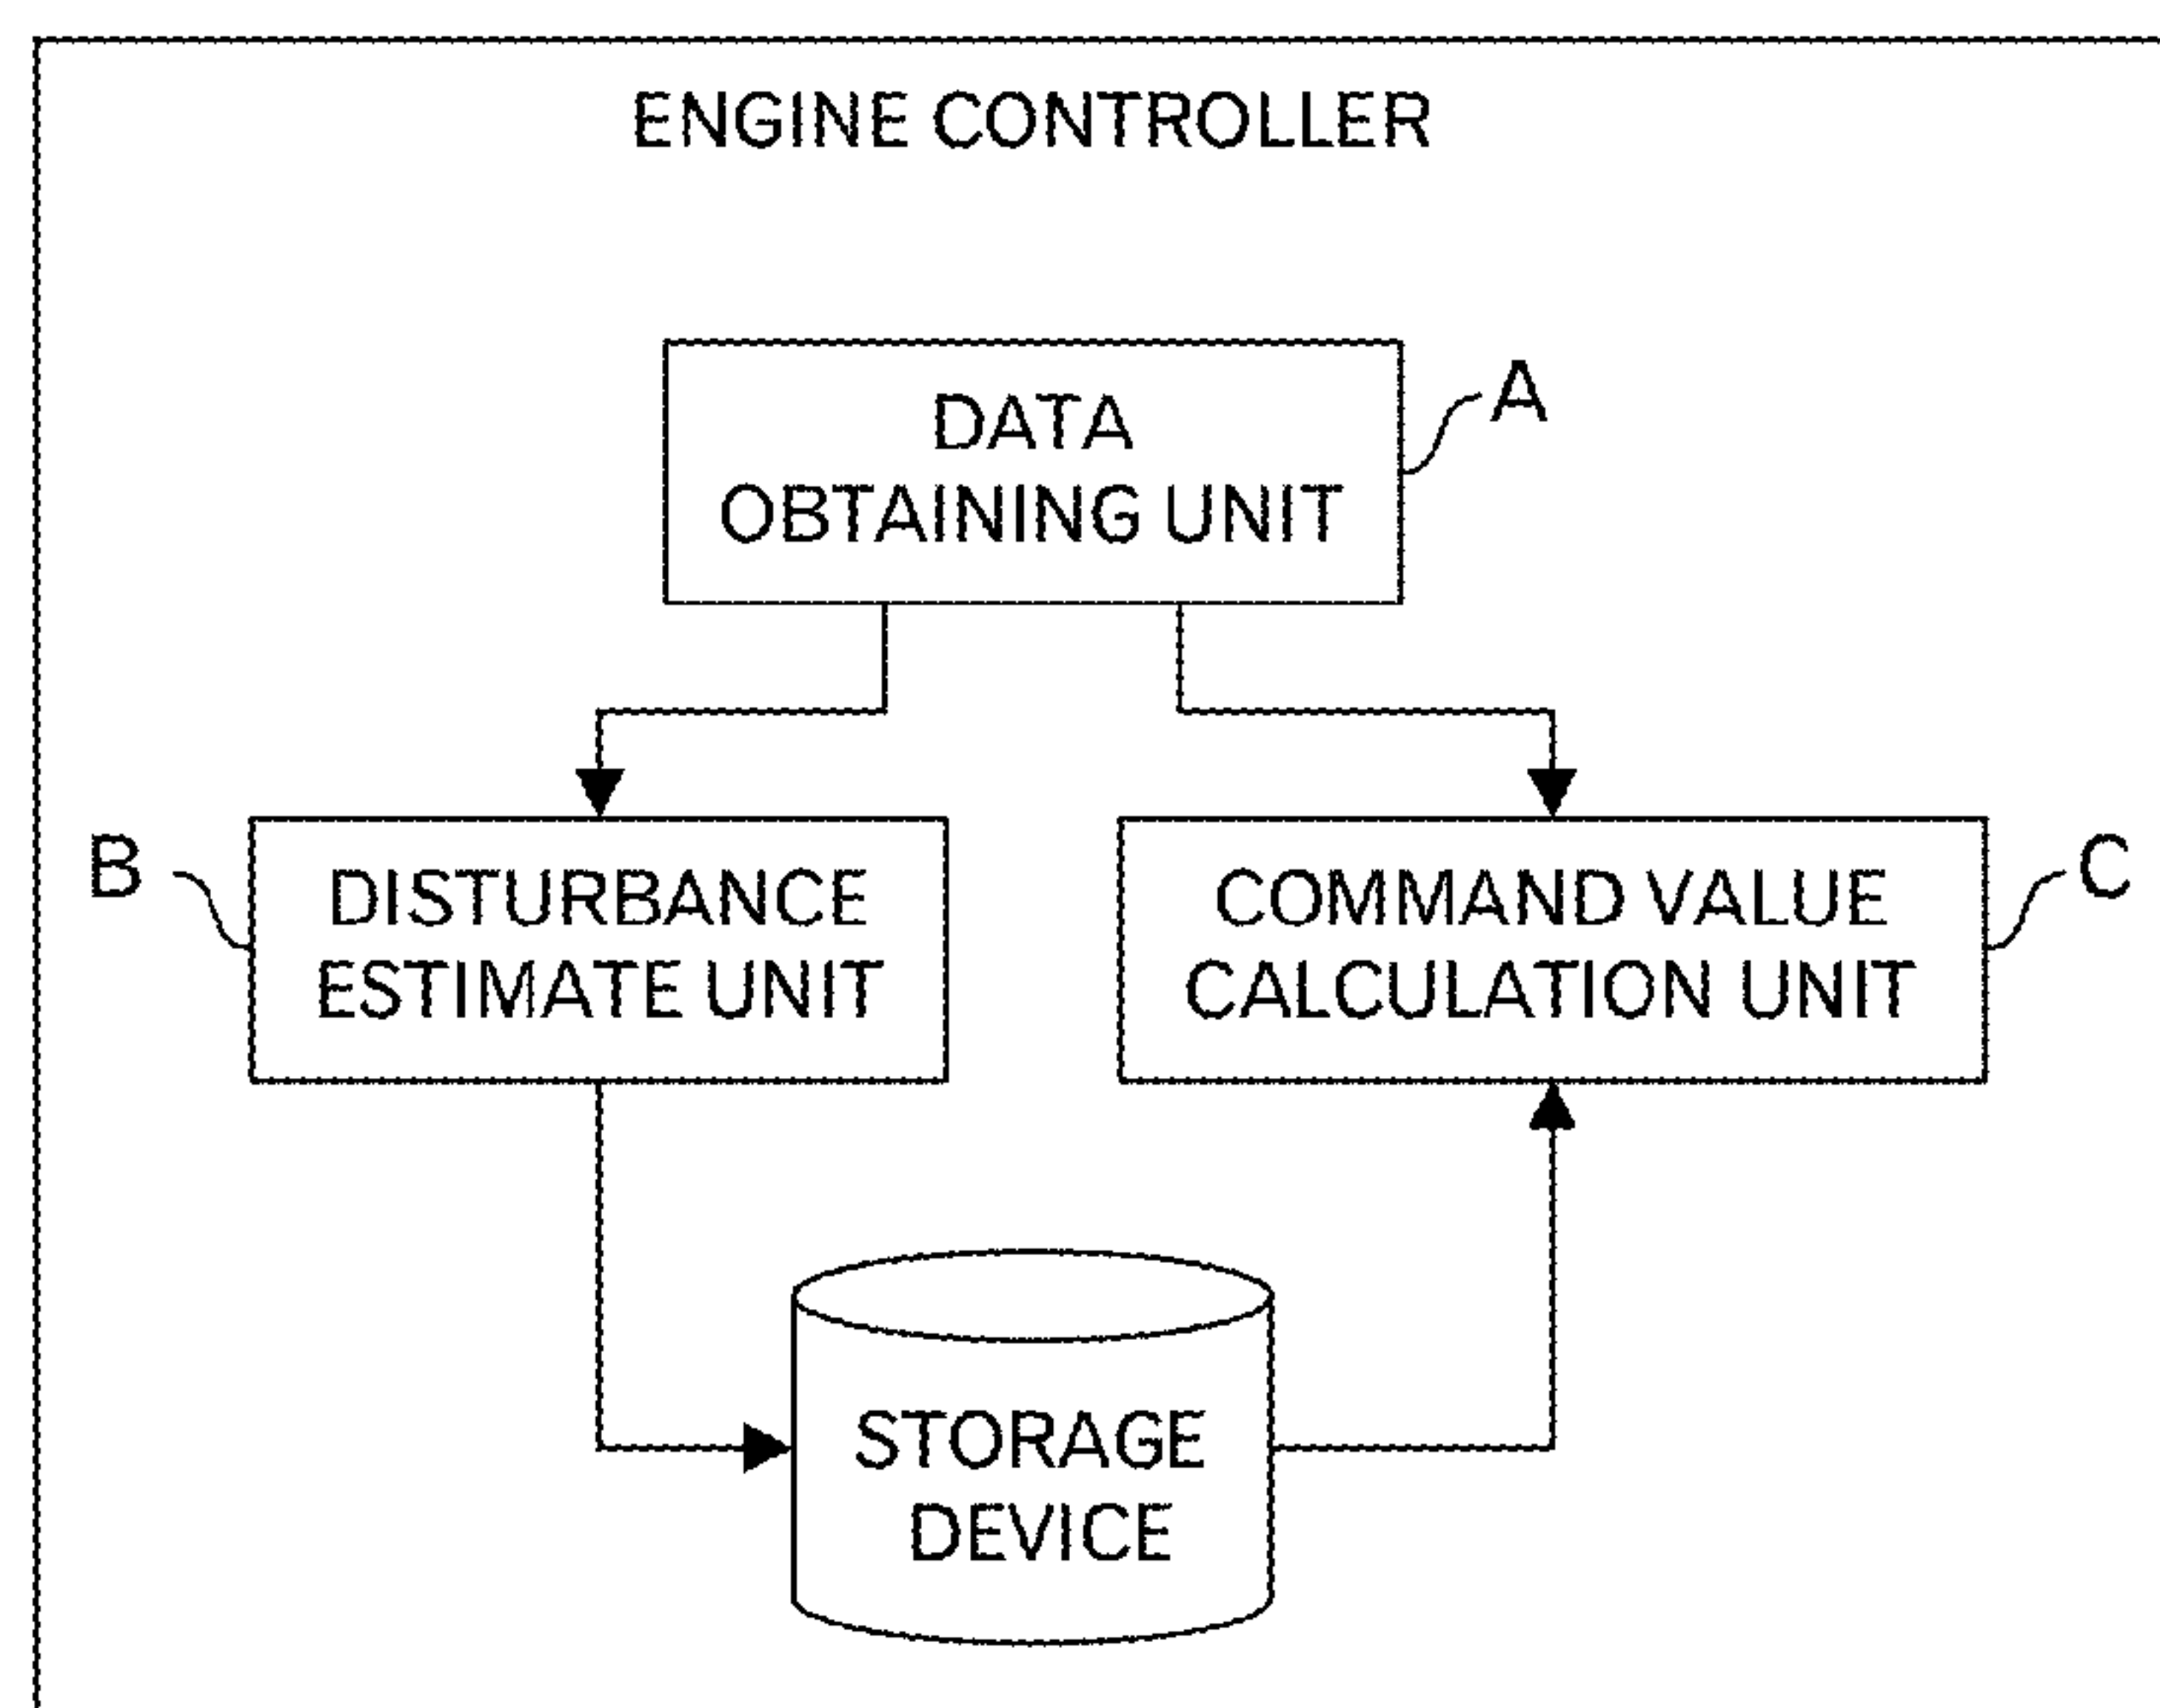 ENGINE CONTROLLER
DATA
OBTAINING UNIT
A
B
DISTURBANCE
ESTIMATE UNIT
COMMAND VALUE
CALCULATION UNIT
C
STORAGE
DEVICE